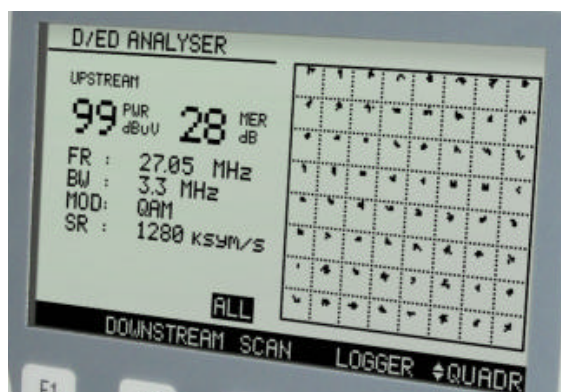 D/ED ANALYSER
UPSTREAM
99 PWR dBuV 28 MER dB
FR : 27.05 MHz
BW : 3.3 MHz
MOD: QAM
SR : 1280 KSYM/S
ALL
DOWNSTREAM SCAN LOGGER QUADR
F1